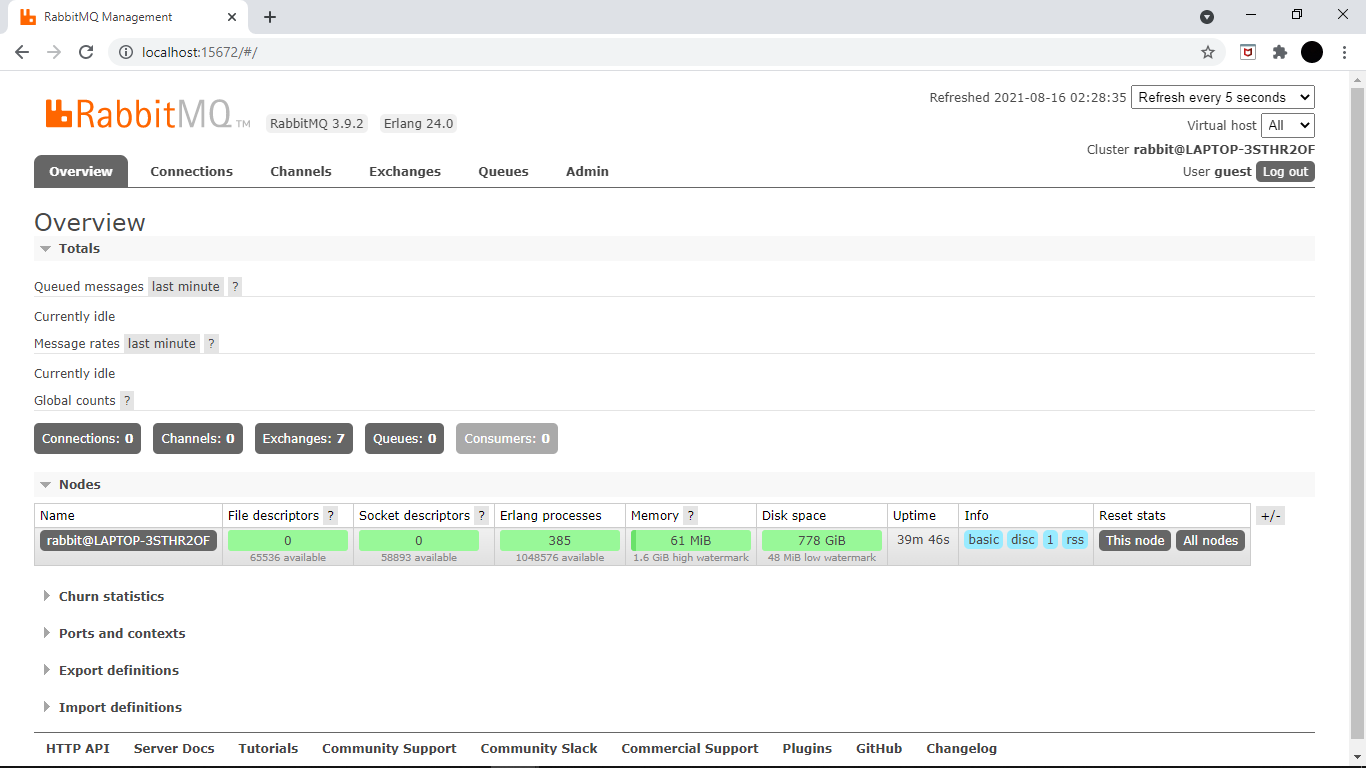 RabbitMQ Management
localhost:15672/#/
RabbitMQ TM RabbitMQ 3.9.2 Erlang 24.0
Refreshed 2021-08-16 02:28:35 Refresh every 5 seconds
Virtual host All
Cluster rabbit@LAPTOP-3STHR2OF
User guest Log out
Overview Connections Channels Exchanges Queues Admin
Overview
Totals
Queued messages last minute ?
Currently idle
Message rates last minute ?
Currently idle
Global counts ?
Connections: 0 Channels: 0 Exchanges: 7 Queues: 0 Consumers: 0
Nodes
Name File descriptors ? Socket descriptors ? Erlang processes Memory ? Disk space Uptime Info Reset stats +/-
rabbit@LAPTOP-3STHR2OF 0 0 385 61 MiB 778 GiB 39m 46s basic disc 1 rss This node All nodes
65536 available 58893 available 1048576 available 1.6 GiB high watermark 48 MiB low watermark
Churn statistics
Ports and contexts
Export definitions
Import definitions
HTTP API Server Docs Tutorials Community Support Community Slack Commercial Support Plugins GitHub Changelog